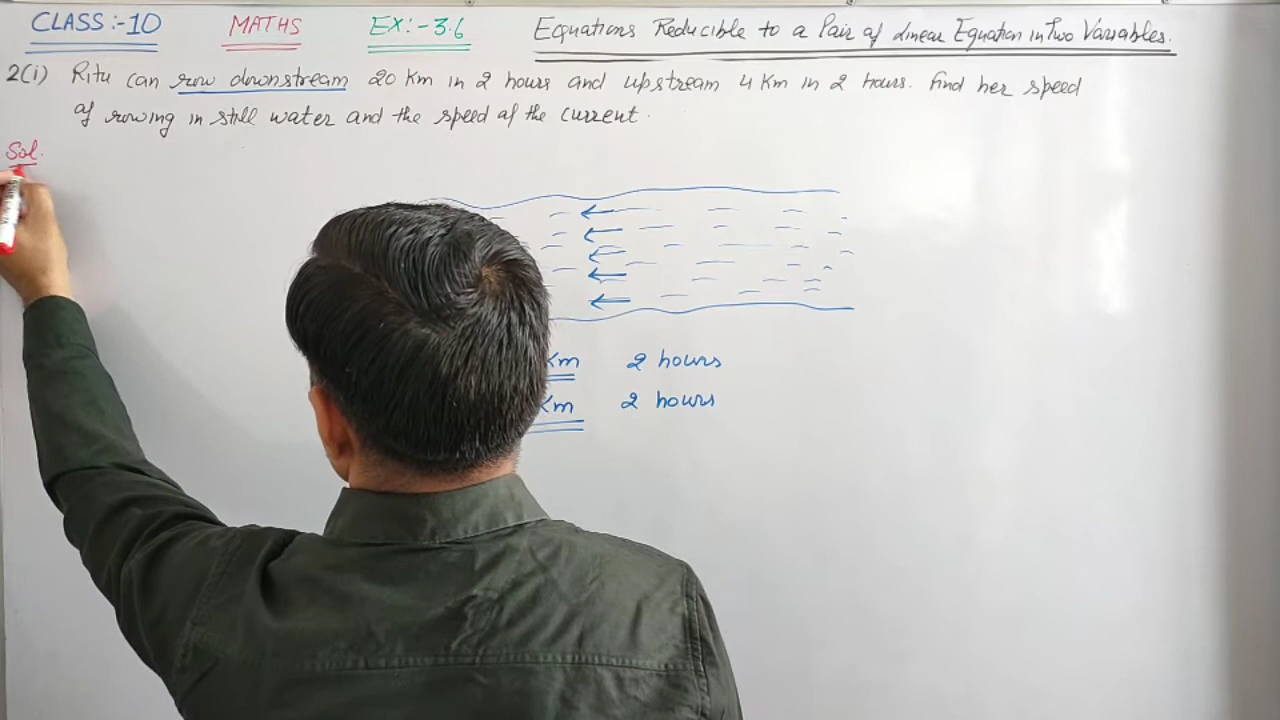 CLASS :-10 MATHS EX:-3.6 Equations Reducible to a Pair of Linear Equation in Two Variables.
2(i) Ritu can row downstream 20 Km in 2 hours and upstream 4 Km in 2 hours. Find her speed
of rowing in still water and the speed of the current.
Sol.
Km 2 hours
Km 2 hours